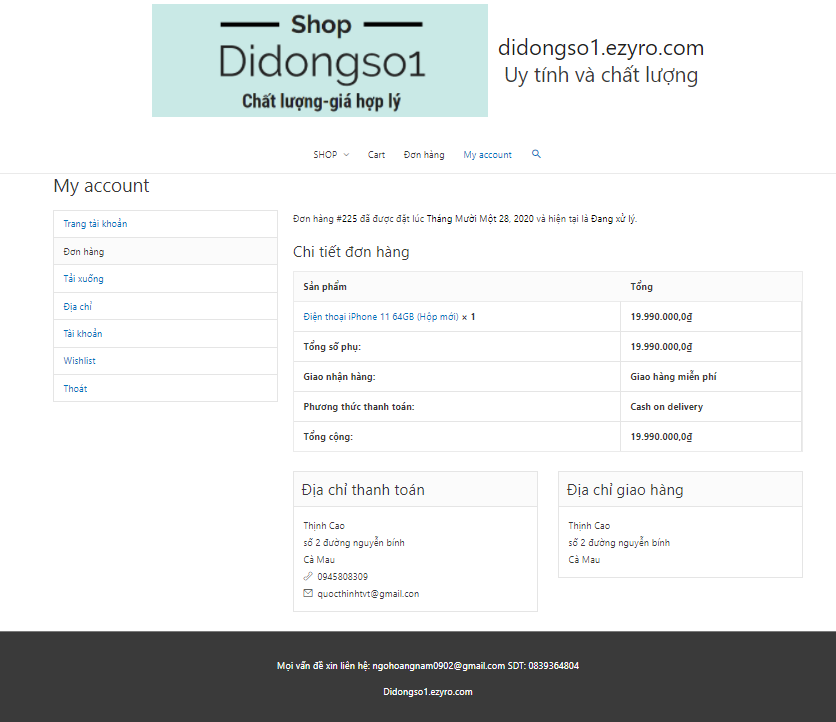 Shop
Didongso1
Chất lượng-giá hợp lý
didongso1.ezyro.com
Uy tính và chất lượng
SHOP Cart Đơn hàng My account
My account
Trang tài khoản
Đơn hàng
Tải xuống
Địa chỉ
Tài khoản
Wishlist
Thoát
Đơn hàng #225 đã được đặt lúc Tháng Mười Một 28, 2020 và hiện tại là Đang xử lý.
Chi tiết đơn hàng
Sản phẩm Tổng
Điện thoại iPhone 11 64GB (Hộp mới) × 1 19.990.000,0₫
Tổng số phụ: 19.990.000,0₫
Giao nhận hàng: Giao hàng miễn phí
Phương thức thanh toán: Cash on delivery
Tổng cộng: 19.990.000,0₫
Địa chỉ thanh toán
Thịnh Cao
số 2 đường nguyễn bính
Cà Mau
0945808309
quocthinhtvt@gmail.con
Địa chỉ giao hàng
Thịnh Cao
số 2 đường nguyễn bính
Cà Mau
Mọi vấn đề xin liên hệ: ngohoangnam0902@gmail.com SDT: 0839364804
Didongso1.ezyro.com